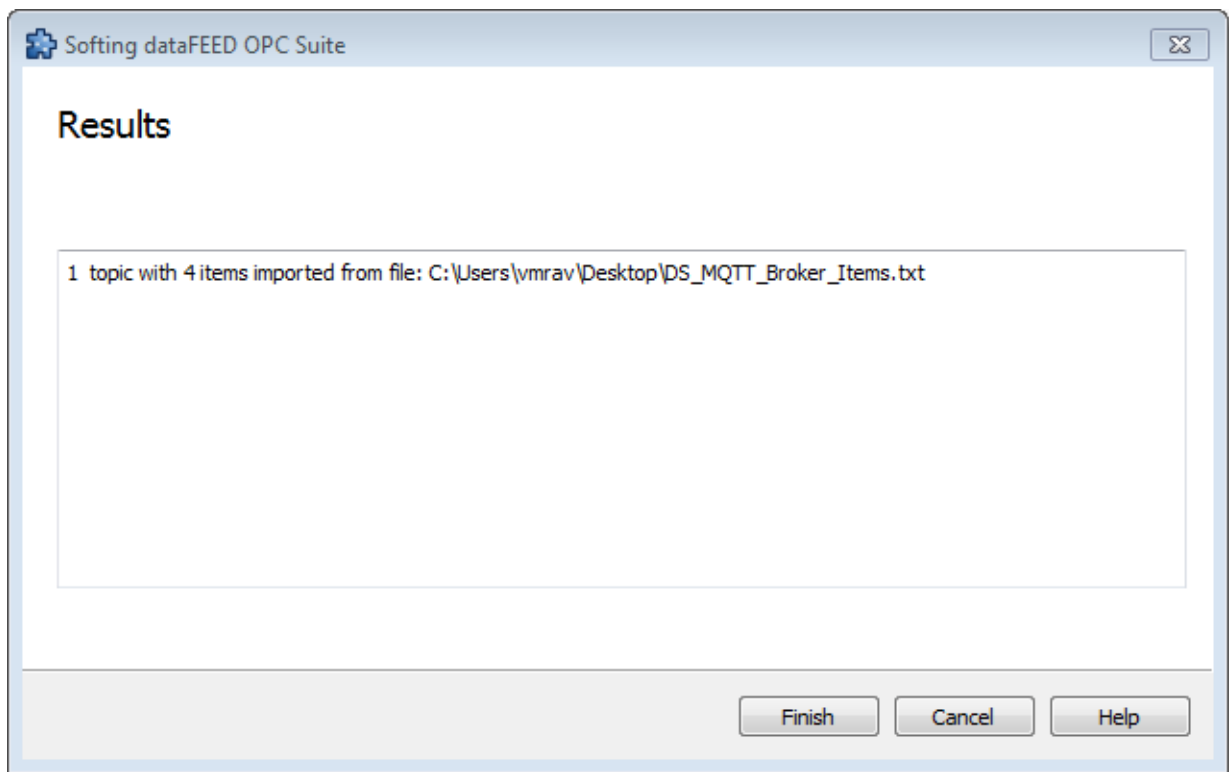 Softing dataFEED OPC Suite
Results
1 topic with 4 items imported from file: C:\Users\vmrav\Desktop\DS_MQTT_Broker_Items.txt
Finish Cancel Help